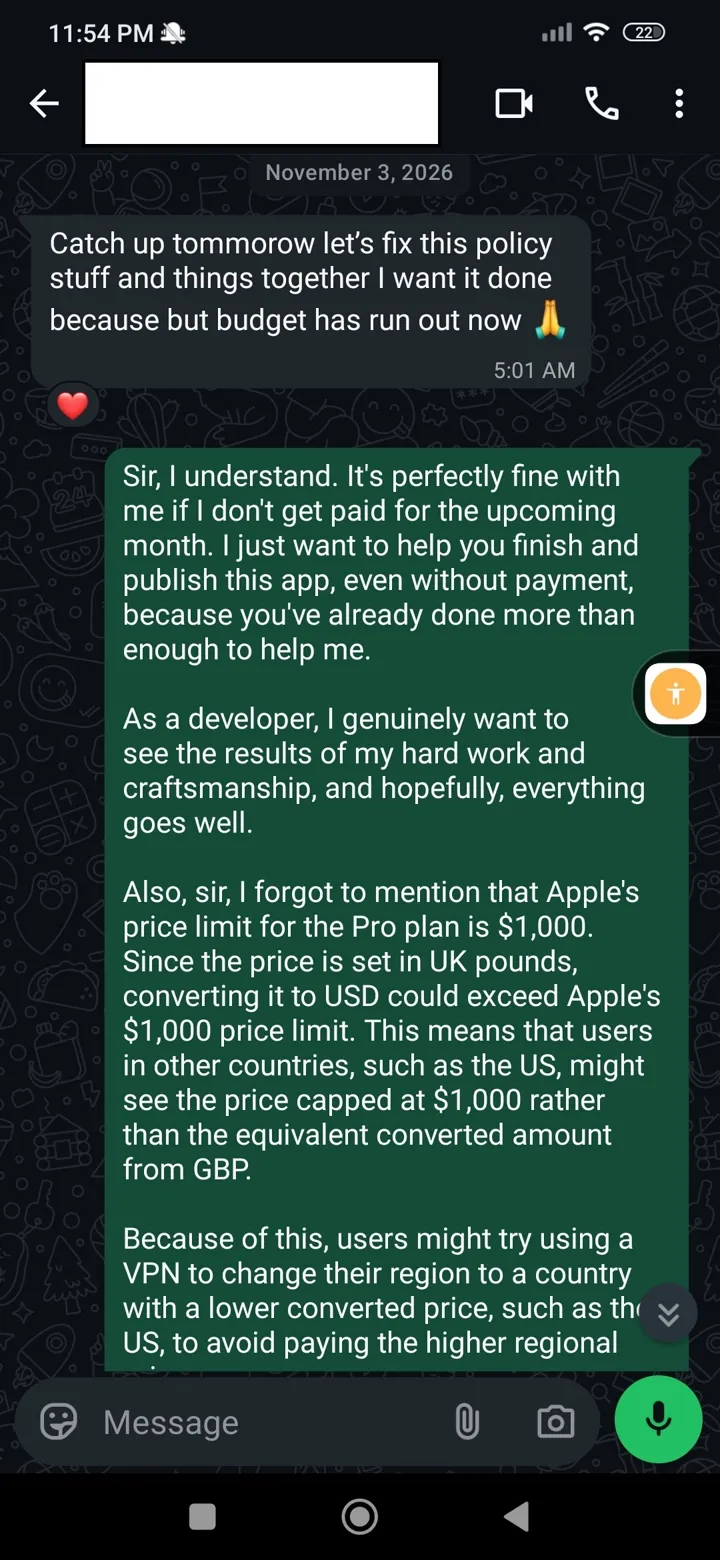 11:54 PM
22
November 3, 2026
Catch up tommorow let’s fix this policy
stuff and things together I want it done
because but budget has run out now 🙏
5:01 AM
❤️
Sir, I understand. It's perfectly fine with
me if I don't get paid for the upcoming
month. I just want to help you finish and
publish this app, even without payment,
because you've already done more than
enough to help me.
As a developer, I genuinely want to
see the results of my hard work and
craftsmanship, and hopefully, everything
goes well.
Also, sir, I forgot to mention that Apple's
price limit for the Pro plan is $1,000.
Since the price is set in UK pounds,
converting it to USD could exceed Apple's
$1,000 price limit. This means that users
in other countries, such as the US, might
see the price capped at $1,000 rather
than the equivalent converted amount
from GBP.
Because of this, users might try using a
VPN to change their region to a country
with a lower converted price, such as the
US, to avoid paying the higher regional
Message